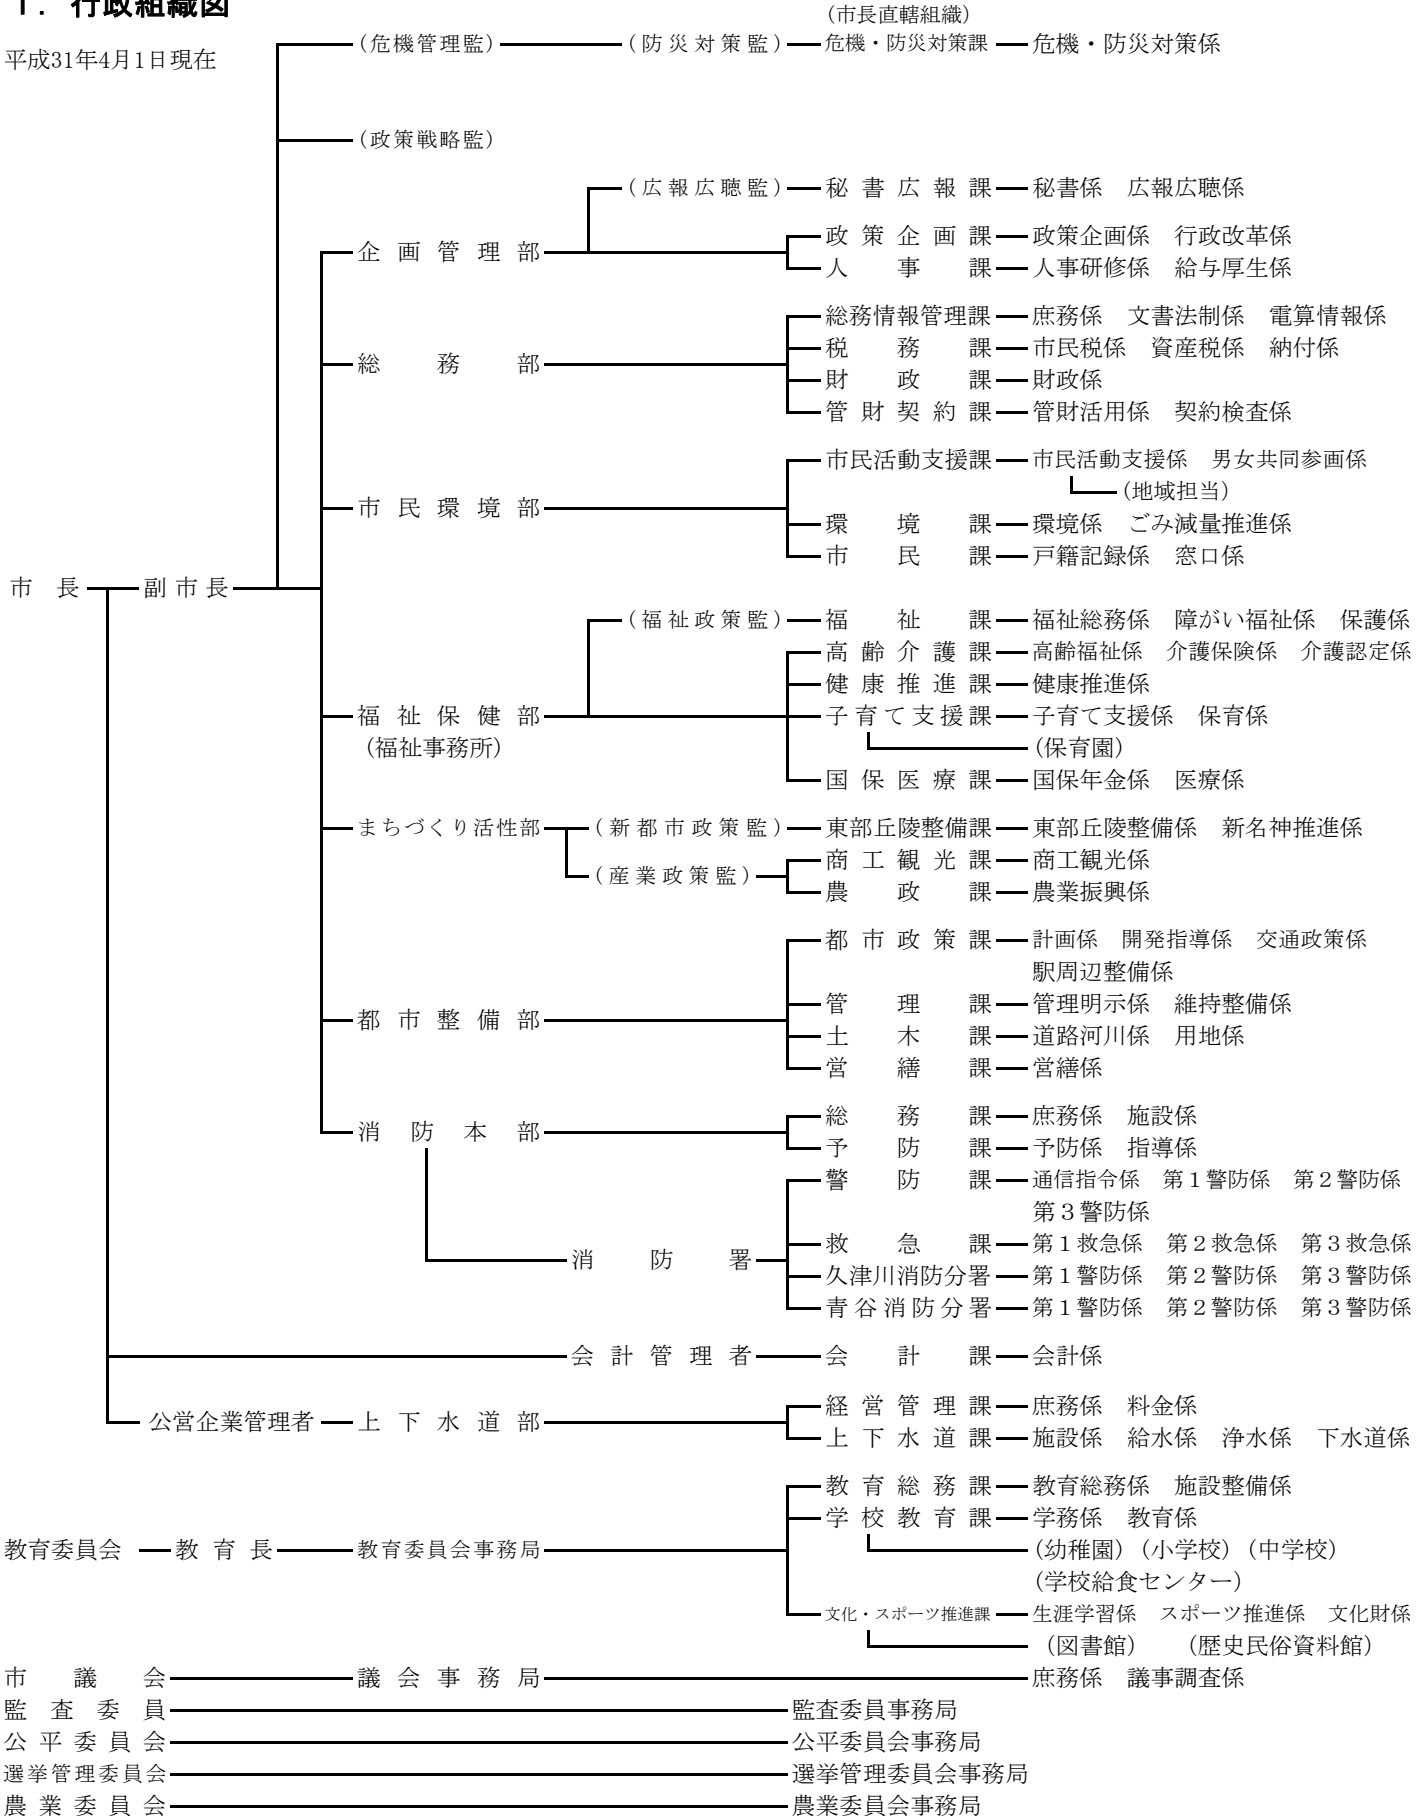 1. 行政組織図
(市長直轄組織)
平成31年4月1日現在
(危機管理監) (防災対策監) 危機・防災対策課 危機・防災対策係
(政策戦略監)
(広報広聴監) 秘書広報課 秘書係 広報広聴係
企画管理部
政策企画課 政策企画係 行政改革係
人事課 人事研修係 給与厚生係
総務情報管理課 庶務係 文書法制係 電算情報係
税務課 市民税係 資産税係 納付係
総務部
財政課 財政係
管財契約課 管財活用係 契約検査係
市民活動支援課 市民活動支援係 男女共同参画係
(地域担当)
市民環境部
環境課 環境係 ごみ減量推進係
市民課 戸籍記録係 窓口係
市長 副市長
(福祉政策監) 福祉課 福祉総務係 障がい福祉係 保護係
高齢介護課 高齢福祉係 介護保険係 介護認定係
健康推進課 健康推進係
福祉保健部 子育て支援課 子育て支援係 保育係
(福祉事務所) (保育園)
国保医療課 国保年金係 医療係
まちづくり活性部 (新都市政策監) 東部丘陵整備課 東部丘陵整備係 新名神推進係
商工観光課 商工観光係
(産業政策監)
農政課 農業振興係
都市政策課 計画係 開発指導係 交通政策係
駅周辺整備係
管理課 管理明示係 維持整備係
都市整備部
土木課 道路河川係 用地係
営繕課 営繕係
総務課 庶務係 施設係
消防本部
予防課 予防係 指導係
警防課 通信指令係 第1警防係 第2警防係
第3警防係
救急課 第1救急係 第2救急係 第3救急係
消防署
久津川消防分署 第1警防係 第2警防係 第3警防係
青谷消防分署 第1警防係 第2警防係 第3警防係
会計管理者 会計課 会計係
経営管理課 庶務係 料金係
公営企業管理者 上下水道部
上下水道課 施設係 給水係 浄水係 下水道係
教育総務課 教育総務係 施設整備係
学校教育課 学務係 教育係
教育委員会 教育長 教育委員会事務局 (幼稚園) (小学校) (中学校)
(学校給食センター)
文化・スポーツ推進課 生涯学習係 スポーツ推進係 文化財係
(図書館) (歴史民俗資料館)
市議会 議会事務局 庶務係 議事調査係
監査委員 監査委員事務局
公平委員会 公平委員会事務局
選挙管理委員会 選挙管理委員会事務局
農業委員会 農業委員会事務局